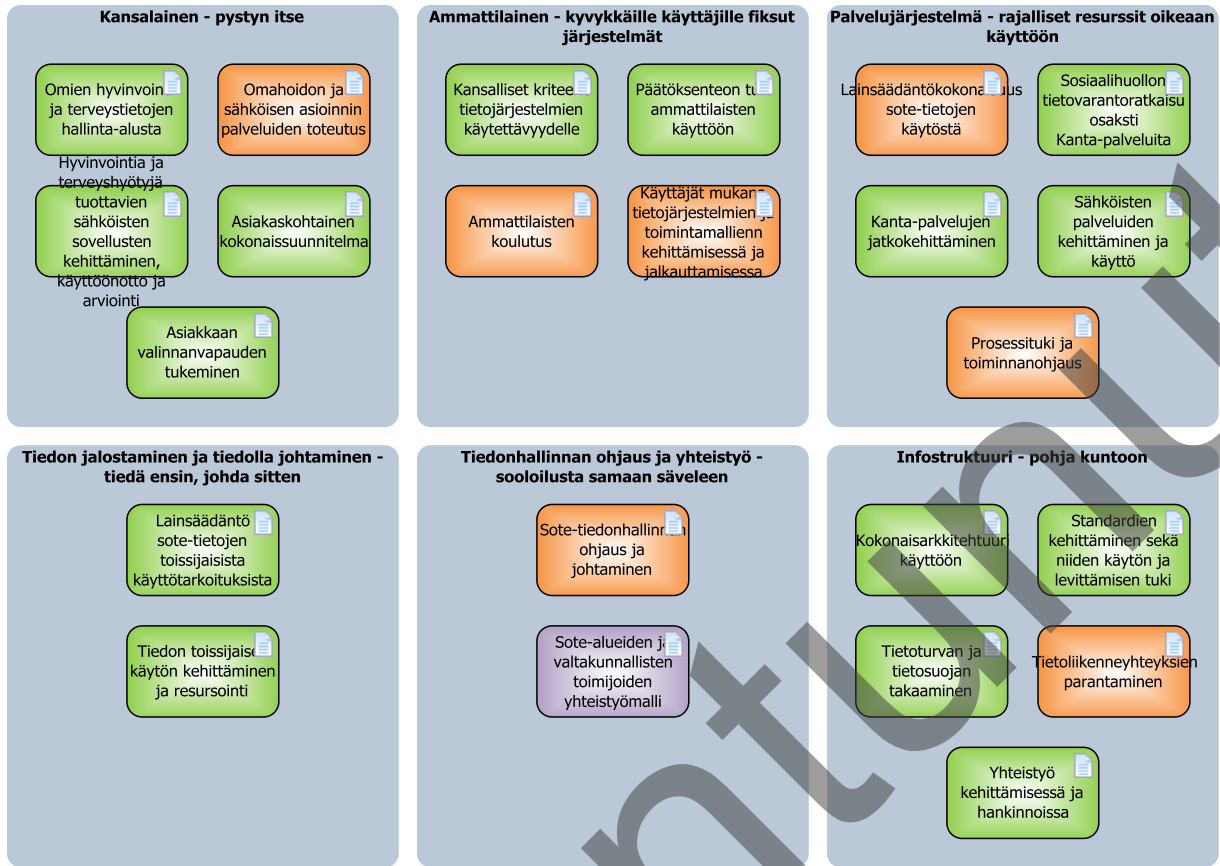 Kansalainen - pystyn itse
Omien hyvinvoin
ja terveystietojen
hallinta-alusta
Omahoidon ja
sähköisen asioinnin
palveluiden toteutus
Hyvinvointia ja
terveyshyötyjä
tuottavien
sähköisten
sovellusten
kehittäminen,
käyttöönotto ja
arviointi
Asiakaskohtainen
kokonaissuunnitelma
Asiakkaan
valinnanvapauden
tukeminen
Ammattilainen - kyvykkäille käyttäjille fiksut
järjestelmät
Kansalliset kritee
tietojärjestelmien
käytettävyydelle
Päätöksenteon tu
ammattilaisten
käyttöön
Ammattilaisten
koulutus
Käyttäjät mukana
tietojärjestelmien ja
toimintamallienn
kehittämisessä ja
jalkauttamisessa
Palvelujärjestelmä - rajalliset resurssit oikeaan
käyttöön
Lainsäädäntökokonaisuus
sote-tietojen
käytöstä
Sosiaalihuollon
tietovarantoratkaisu
osaksti
Kanta-palveluita
Kanta-palvelujen
jatkokehittäminen
Sähköisten
palveluiden
kehittäminen ja
käyttö
Prosessituki ja
toiminnanohjaus
Tiedon jalostaminen ja tiedolla johtaminen -
tiedä ensin, johda sitten
Lainsäädäntö
sote-tietojen
toissijaisista
käyttötarkoituksista
Tiedon toissijaise
käytön kehittäminen
ja resursointi
Tiedonhallinnan ohjaus ja yhteistyö -
sooloilusta samaan säveleen
Sote-tiedonhallinnan
ohjaus ja
johtaminen
Sote-alueiden ja
valtakunnallisten
toimijoiden
yhteistyömalli
Infostruktuuri - pohja kuntoon
Kokonaisarkkitehtuuri
käyttöön
Standardien
kehittäminen sekä
niiden käytön ja
levittämisen tuki
Tietoturvan ja
tietosuojan
takaaminen
Tietoliikenneyhteyksien
parantaminen
Yhteistyö
kehittämisessä ja
hankinnoissa